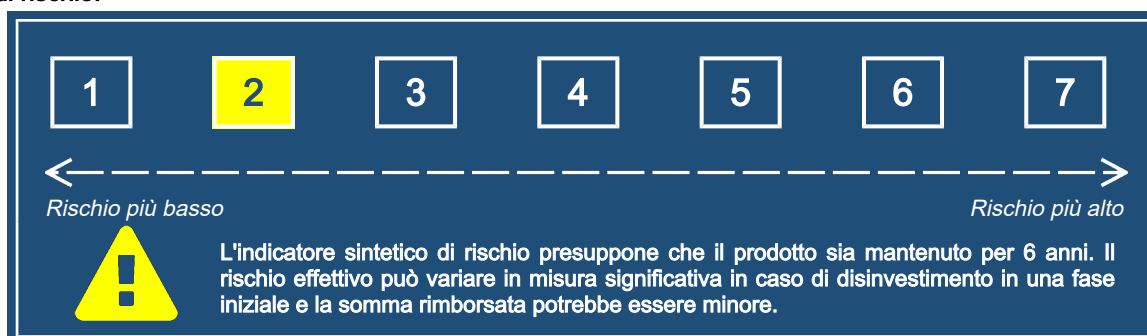 di rischio:
1 2 3 4 5 6 7
Rischio più basso Rischio più alto
L'indicatore sintetico di rischio presuppone che il prodotto sia mantenuto per 6 anni. Il
rischio effettivo può variare in misura significativa in caso di disinvestimento in una fase
iniziale e la somma rimborsata potrebbe essere minore.